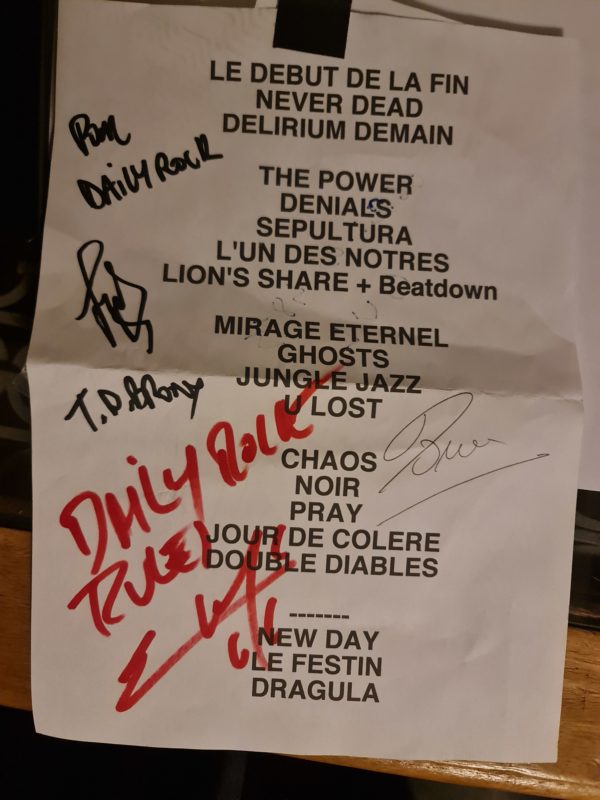 LE DEBUT DE LA FIN
NEVER DEAD
DELIRIUM DEMAIN
DAILY ROCK
THE POWER
DENIALS
SEPULTURA
L'UN DES NOTRES
LION'S SHARE + Beatdown
MIRAGE ETERNEL
GHOSTS
JUNGLE JAZZ
U LOST
DAILY ROCK
CHAOS
NOIR
PRAY
JOUR DE COLERE
DOUBLE DIABLES
-------
NEW DAY
LE FESTIN
DRAGULA